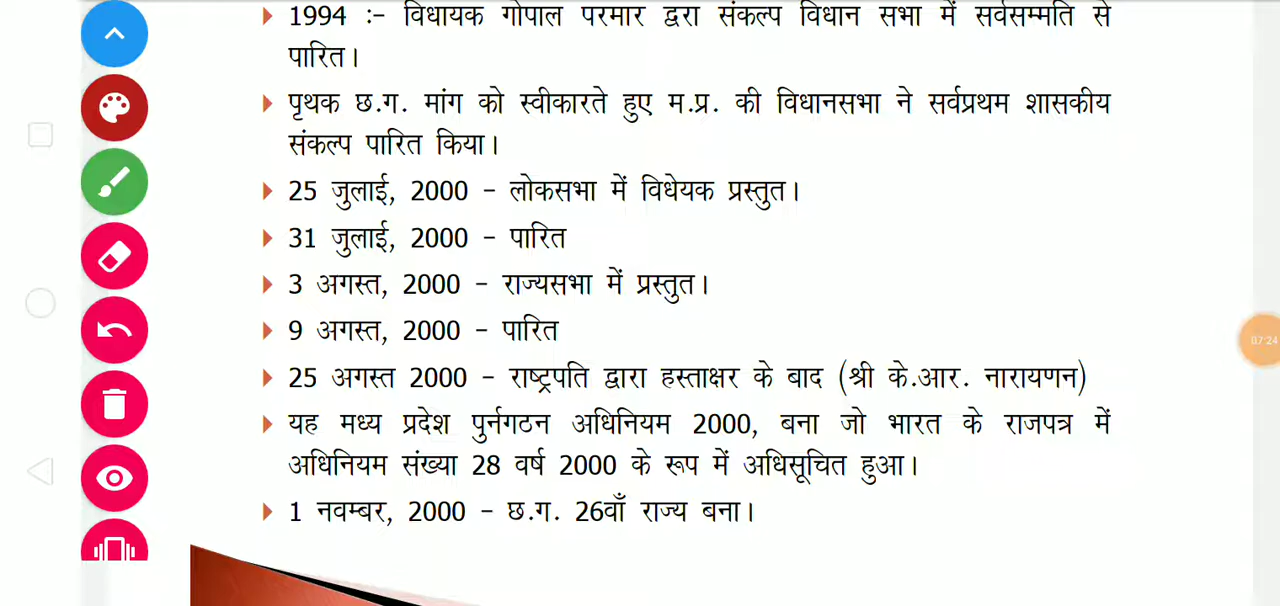 1994 :- विधायक गोपाल परमार द्वरा संकल्प विधान सभा में सर्वसम्मति से
पारित।
पृथक छ.ग. मांग को स्वीकारते हुए म.प्र. की विधानसभा ने सर्वप्रथम शासकीय
संकल्प पारित किया।
25 जुलाई, 2000 - लोकसभा में विधेयक प्रस्तुत।
31 जुलाई, 2000 - पारित
3 अगस्त, 2000 - राज्यसभा में प्रस्तुत।
9 अगस्त, 2000 - पारित
07:24
25 अगस्त 2000 - राष्ट्रपति द्वारा हस्ताक्षर के बाद (श्री के.आर. नारायणन)
यह मध्य प्रदेश पुर्नगठन अधिनियम 2000, बना जो भारत के राजपत्र में
अधिनियम संख्या 28 वर्ष 2000 के रूप में अधिसूचित हुआ।
1 नवम्बर, 2000 - छ.ग. 26वाँ राज्य बना।